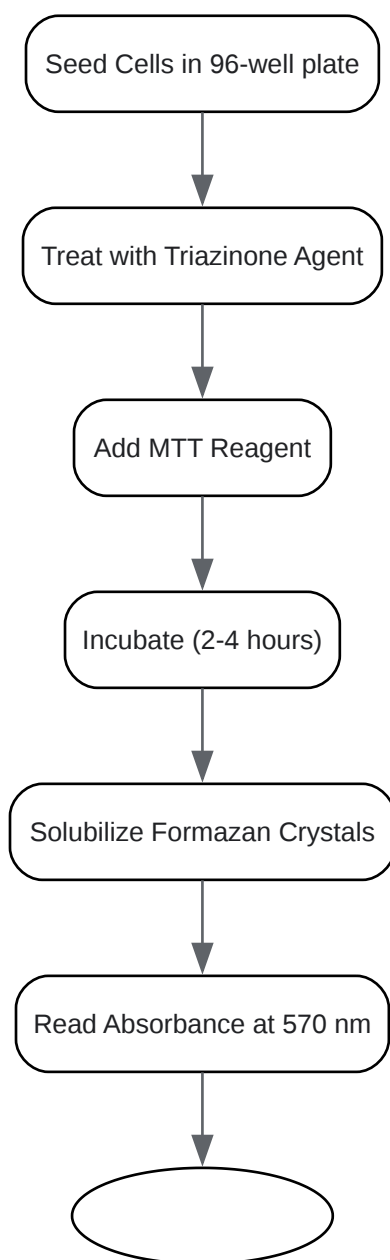 Seed Cells in 96-well plate
Treat with Triazinone Agent
Add MTT Reagent
Incubate (2-4 hours)
Solubilize Formazan Crystals
Read Absorbance at 570 nm